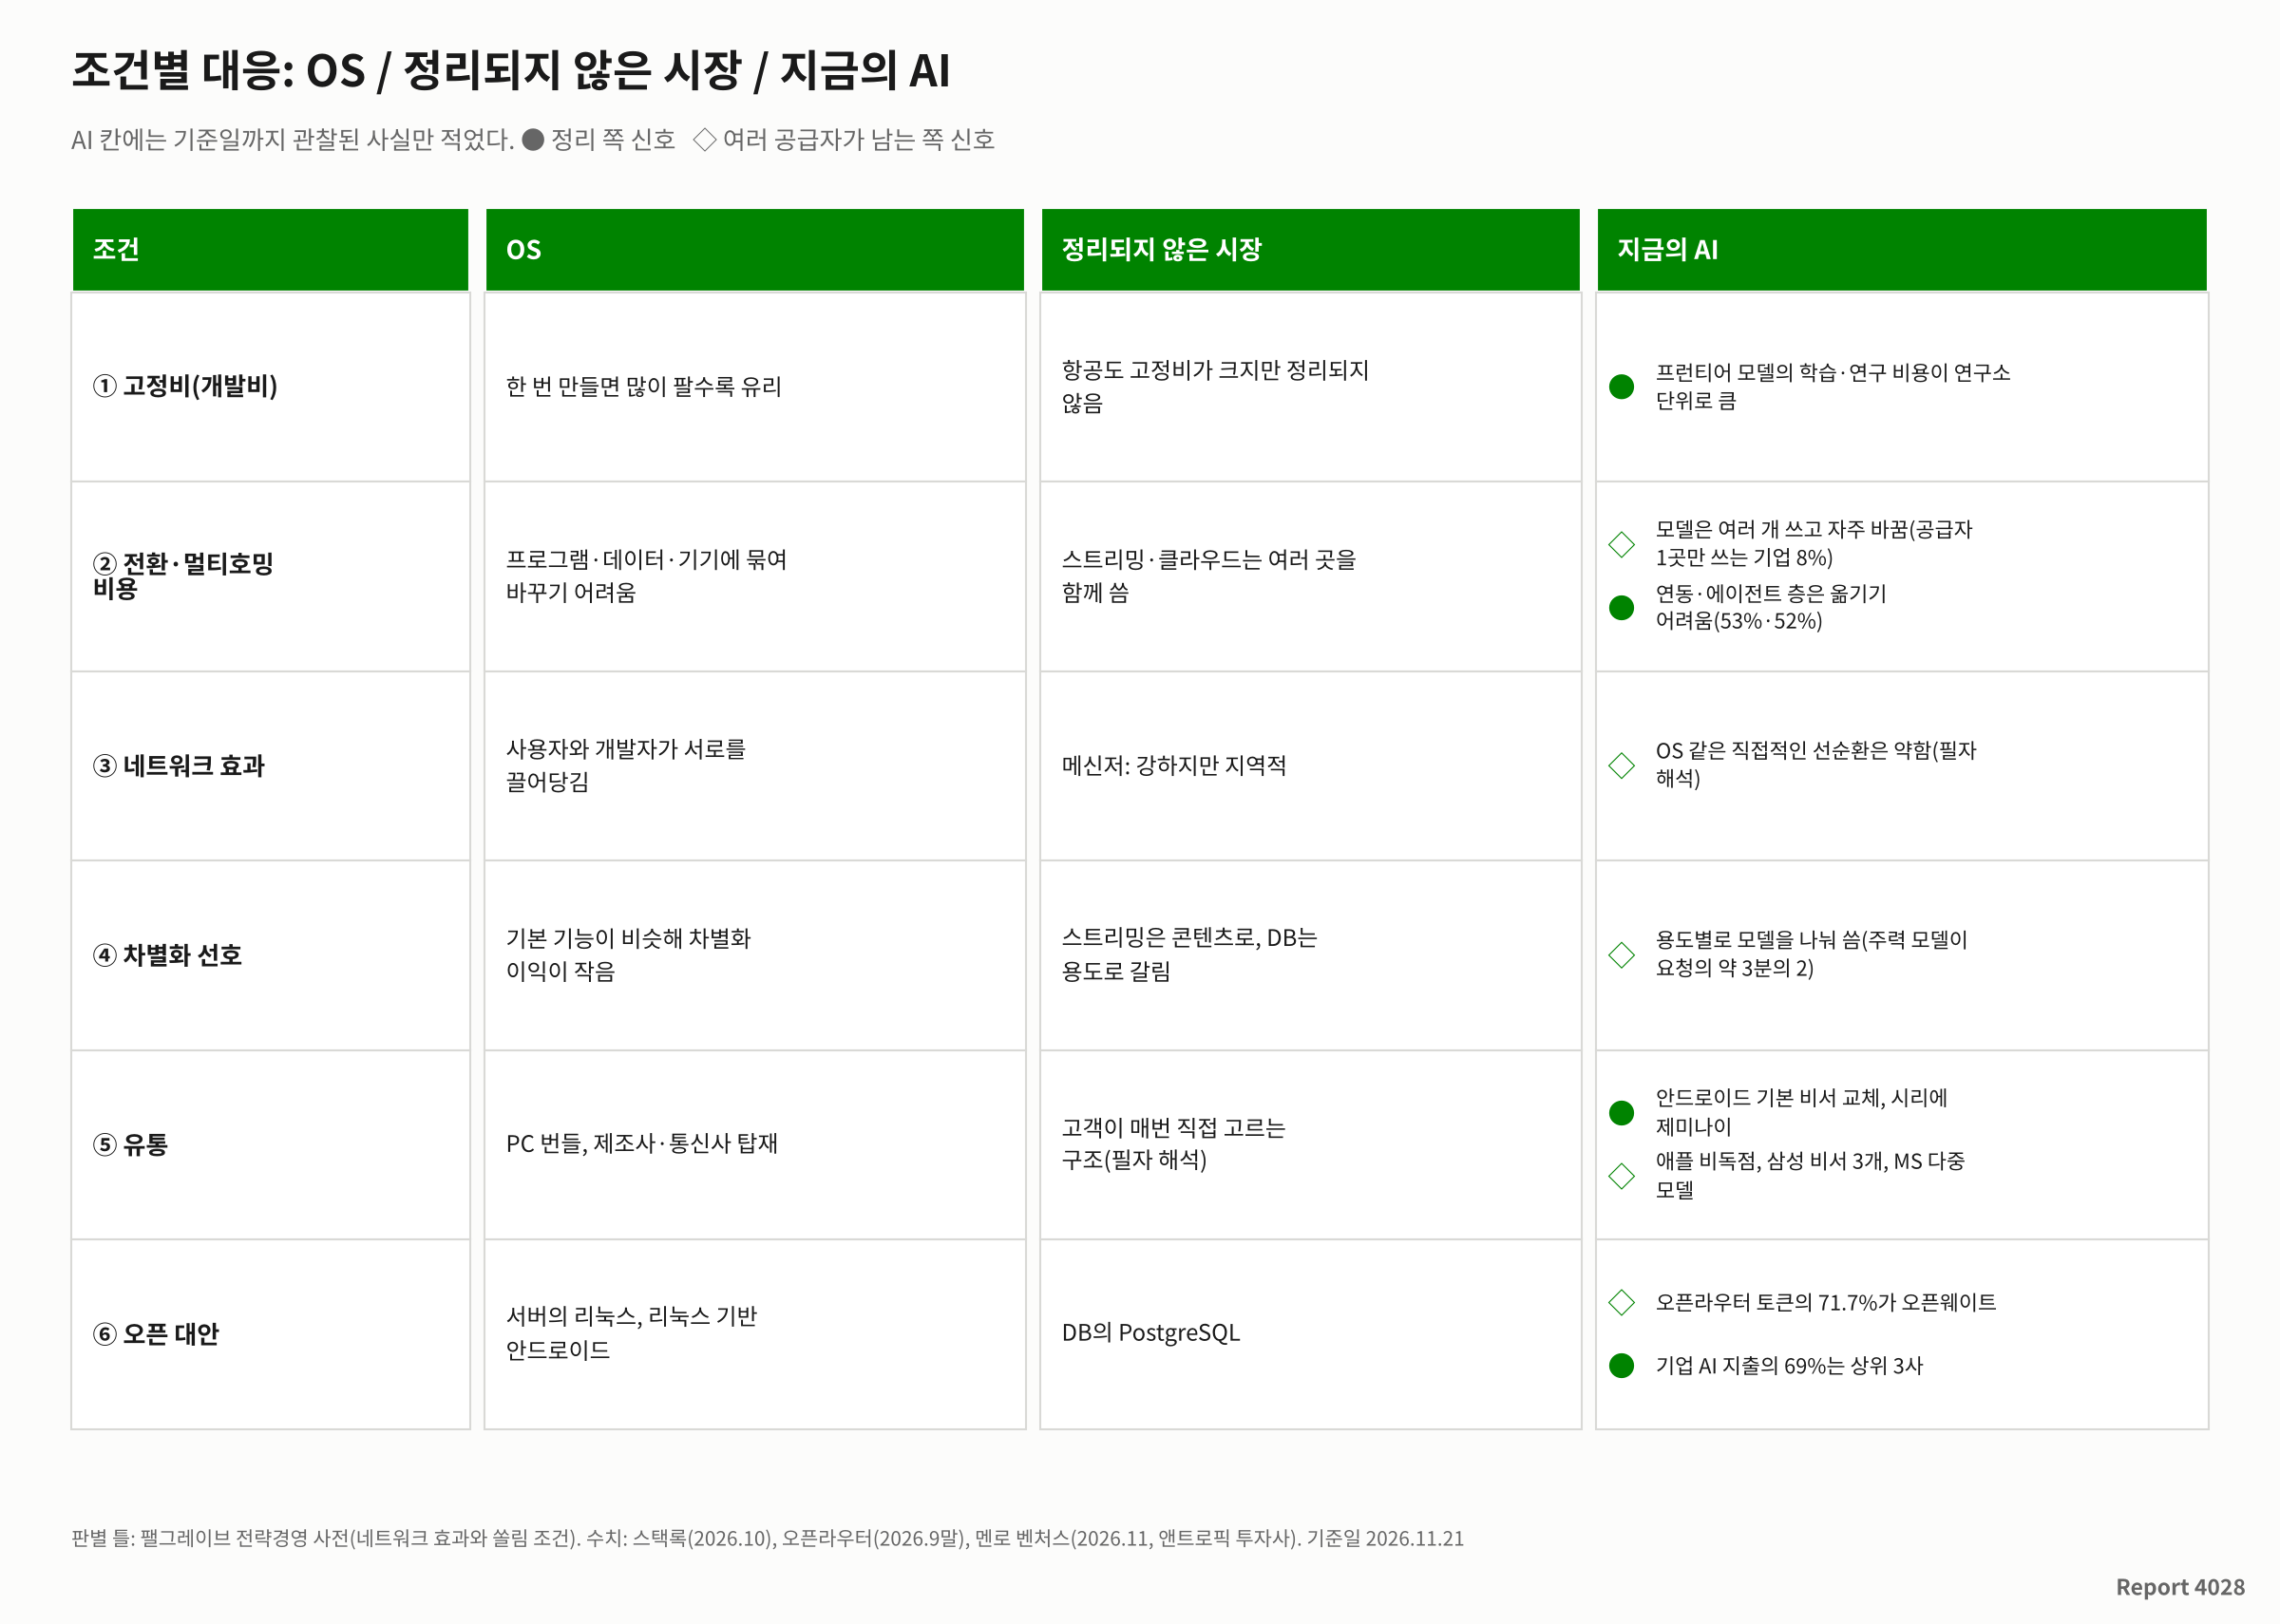 조건별 대응: OS / 정리되지 않은 시장 / 지금의 AI
AI 칸에는 기준일까지 관찰된 사실만 적었다. ● 정리 쪽 신호 ◇ 여러 공급자가 남는 쪽 신호
조건
OS
정리되지 않은 시장
지금의 AI
① 고정비(개발비)
한 번 만들면 많이 팔수록 유리
항공도 고정비가 크지만 정리되지
않음
● 프런티어 모델의 학습·연구 비용이 연구소
단위로 큼
② 전환·멀티호밍
비용
프로그램·데이터·기기에 묶여
바꾸기 어려움
스트리밍·클라우드는 여러 곳을
함께 씀
◇ 모델은 여러 개 쓰고 자주 바꿈(공급자
1곳만 쓰는 기업 8%)
● 연동·에이전트 층은 옮기기
어려움(53%·52%)
③ 네트워크 효과
사용자와 개발자가 서로를
끌어당김
메신저: 강하지만 지역적
◇ OS 같은 직접적인 선순환은 약함(필자
해석)
④ 차별화 선호
기본 기능이 비슷해 차별화
이익이 작음
스트리밍은 콘텐츠로, DB는
용도로 갈림
◇ 용도별로 모델을 나눠 씀(주력 모델이
요청의 약 3분의 2)
⑤ 유통
PC 번들, 제조사·통신사 탑재
고객이 매번 직접 고르는
구조(필자 해석)
● 안드로이드 기본 비서 교체, 시리에
제미나이
◇ 애플 비독점, 삼성 비서 3개, MS 다중
모델
⑥ 오픈 대안
서버의 리눅스, 리눅스 기반
안드로이드
DB의 PostgreSQL
◇ 오픈라우터 토큰의 71.7%가 오픈웨이트
● 기업 AI 지출의 69%는 상위 3사
판별 틀: 팰그레이브 전략경영 사전(네트워크 효과와 쏠림 조건). 수치: 스택록(2026.10), 오픈라우터(2026.9말), 멘로 벤처스(2026.11, 앤트로픽 투자사). 기준일 2026.11.21
Report 4028